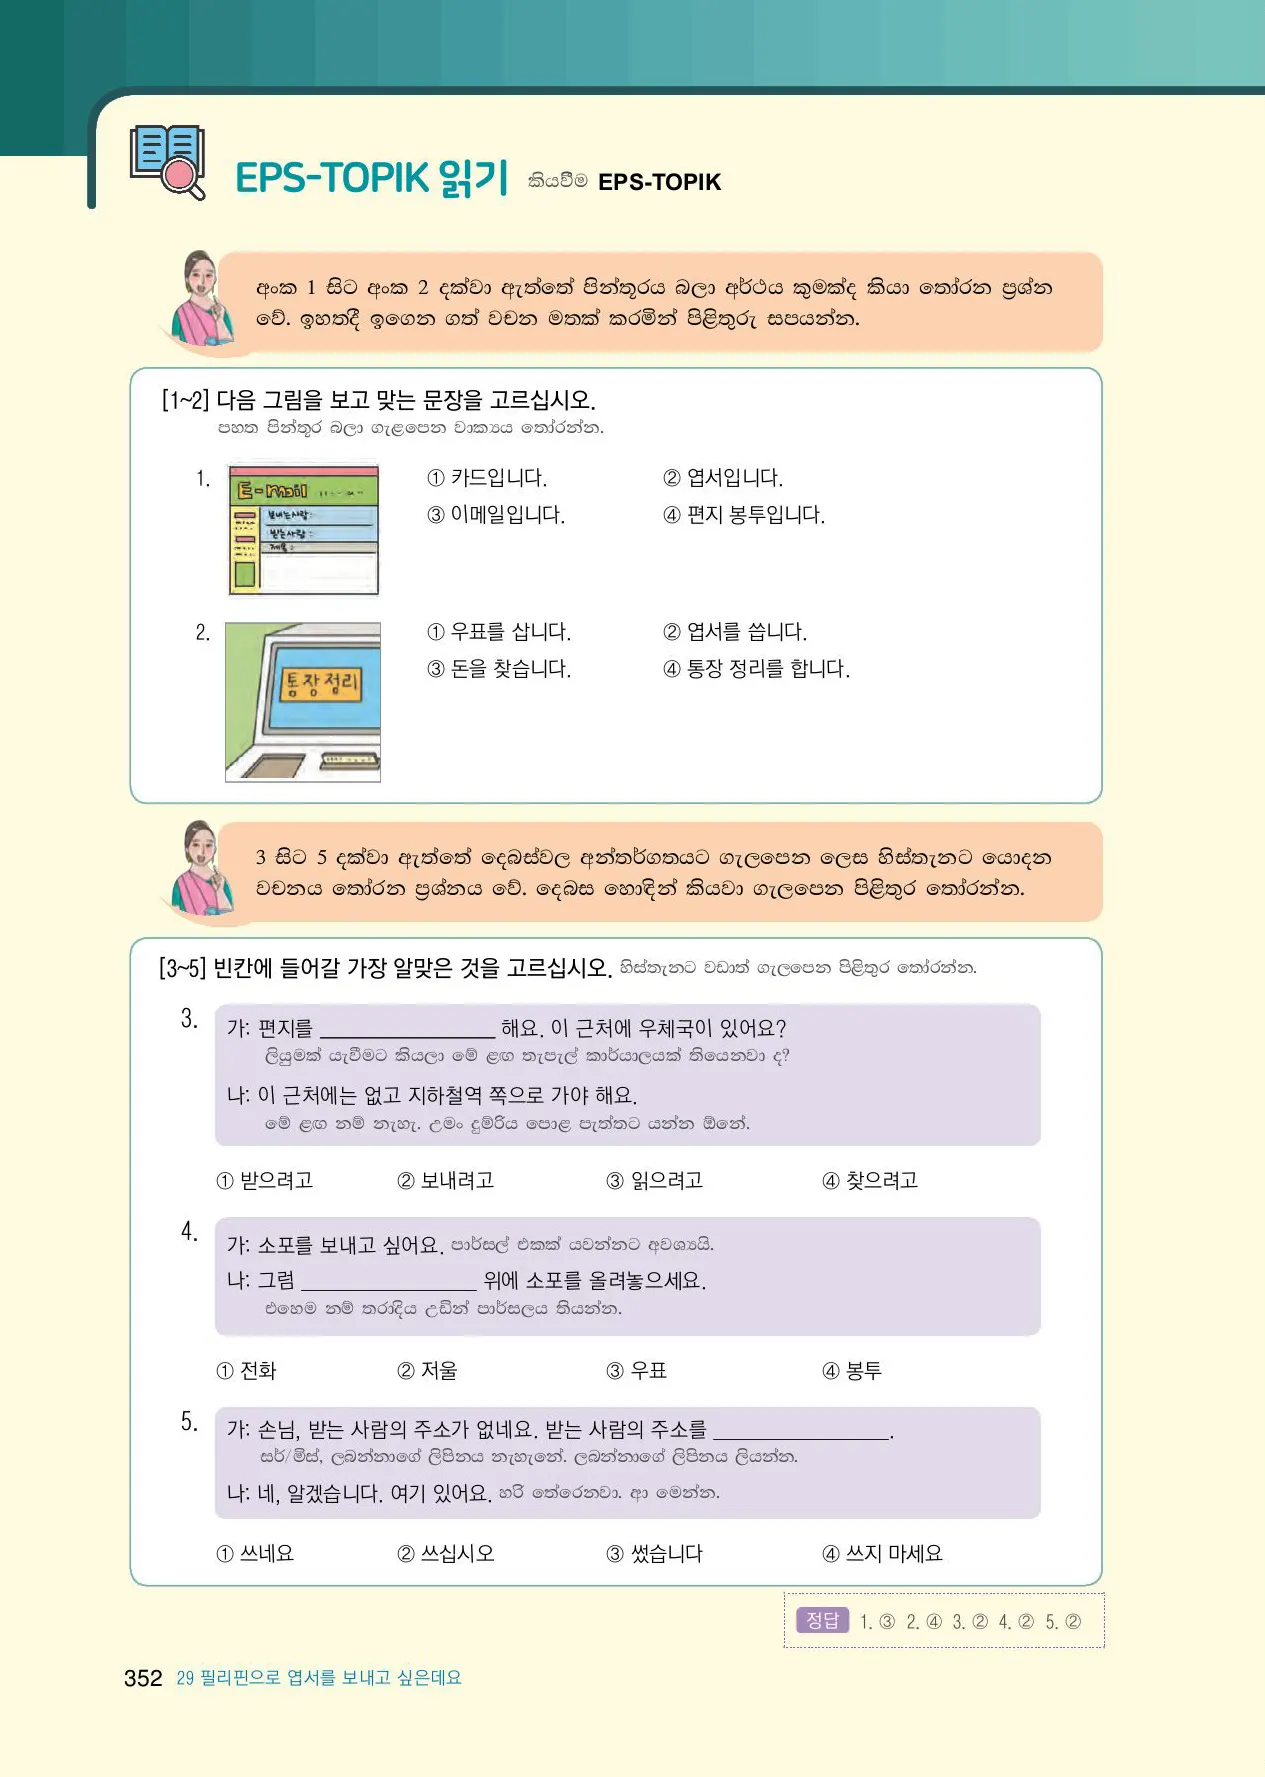 EPS-TOPIK 읽기 කියවීම EPS-TOPIK
අංක 1 සිට අංක 2 දක්වා ඇත්තේ පින්තූරය බලා අර්ථය කුමක්ද කියා තෝරන ප්‍රශ්න
වේ. ඉහතදී ඉගෙන ගත් වචන මතක් කරමින් පිළිතුරු සපයන්න.
[1~2] 다음 그림을 보고 맞는 문장을 고르십시오.
පහත පින්තූර බලා ගැළපෙන වාක්‍යය තෝරන්න.
1.
E-mail
보내는사람:
받는사람:
제목:
① 카드입니다. ② 엽서입니다.
③ 이메일입니다. ④ 편지 봉투입니다.
2.
통장정리
① 우표를 삽니다. ② 엽서를 씁니다.
③ 돈을 찾습니다. ④ 통장 정리를 합니다.
3 සිට 5 දක්වා ඇත්තේ දෙබස්වල අන්තර්ගතයට ගැලපෙන ලෙස හිස්තැනට යොදන
වචනය තෝරන ප්‍රශ්නය වේ. දෙබස හොඳින් කියවා ගැලපෙන පිළිතුර තෝරන්න.
[3~5] 빈칸에 들어갈 가장 알맞은 것을 고르십시오. හිස්තැනට වඩාත් ගැලපෙන පිළිතුර තෝරන්න.
3.
가: 편지를 ________________ 해요. 이 근처에 우체국이 있어요?
ලියුමක් යැවීමට කියලා මේ ළඟ තැපැල් කාර්යාලයක් තියෙනවා ද?
나: 이 근처에는 없고 지하철역 쪽으로 가야 해요.
මේ ළඟ නම් නැහැ. උමං දුම්රිය පොළ පැත්තට යන්න ඕනේ.
① 받으려고 ② 보내려고 ③ 읽으려고 ④ 찾으려고
4.
가: 소포를 보내고 싶어요. පාර්සල් එකක් යවන්නට අවශ්‍යයි.
나: 그럼 ________________ 위에 소포를 올려놓으세요.
එහෙම නම් තරාදිය උඩින් පාර්සලය තියන්න.
① 전화 ② 저울 ③ 우표 ④ 봉투
5.
가: 손님, 받는 사람의 주소가 없네요. 받는 사람의 주소를 ________________.
සර්/මිස්, ලබන්නාගේ ලිපිනය නැහැනේ. ලබන්නාගේ ලිපිනය ලියන්න.
나: 네, 알겠습니다. 여기 있어요. හරි තේරෙනවා. ආ මෙන්න.
① 쓰네요 ② 쓰십시오 ③ 썼습니다 ④ 쓰지 마세요
정답 1. ③ 2. ④ 3. ② 4. ② 5. ②
352 29 필리핀으로 엽서를 보내고 싶은데요